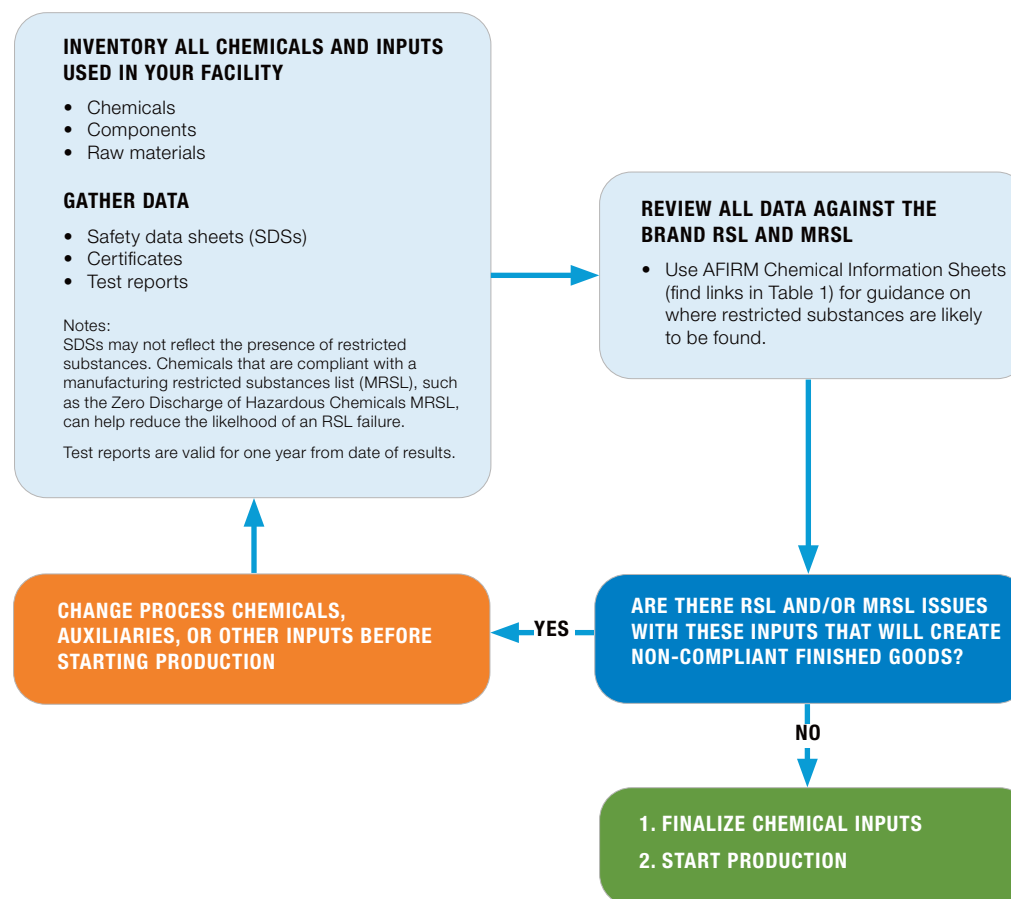 INVENTORY ALL CHEMICALS AND INPUTS
USED IN YOUR FACILITY
• Chemicals
• Components
• Raw materials
GATHER DATA
• Safety data sheets (SDSs)
• Certificates
• Test reports
Notes:
SDSs may not reflect the presence of restricted
substances. Chemicals that are compliant with a
manufacturing restricted substances list (MRSL), such
as the Zero Discharge of Hazardous Chemicals MRSL,
can help reduce the likelhood of an RSL failure.
Test reports are valid for one year from date of results.
REVIEW ALL DATA AGAINST THE
BRAND RSL AND MRSL
• Use AFIRM Chemical Information Sheets
(find links in Table 1) for guidance on
where restricted substances are likely
to be found.
ARE THERE RSL AND/OR MRSL ISSUES
WITH THESE INPUTS THAT WILL CREATE
NON-COMPLIANT FINISHED GOODS?
YES
CHANGE PROCESS CHEMICALS,
AUXILIARIES, OR OTHER INPUTS BEFORE
STARTING PRODUCTION
NO
1. FINALIZE CHEMICAL INPUTS
2. START PRODUCTION